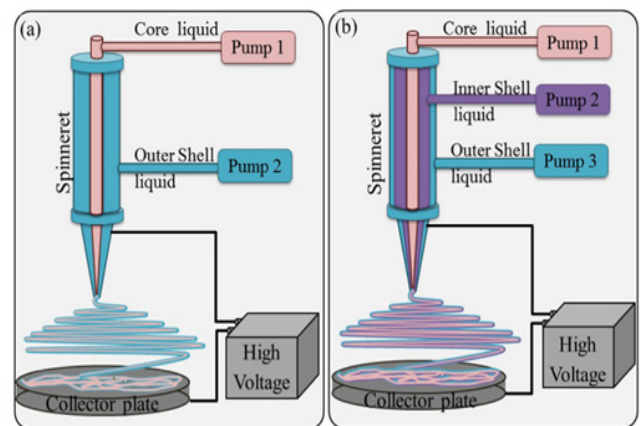 (a)
Core liquid
Pump 1
Spinneret
Outer Shell
liquid
Pump 2
High
Voltage
Collector plate
(b)
Core liquid
Pump 1
Inner Shell
liquid
Pump 2
Spinneret
Outer Shell
liquid
Pump 3
High
Voltage
Collector plate